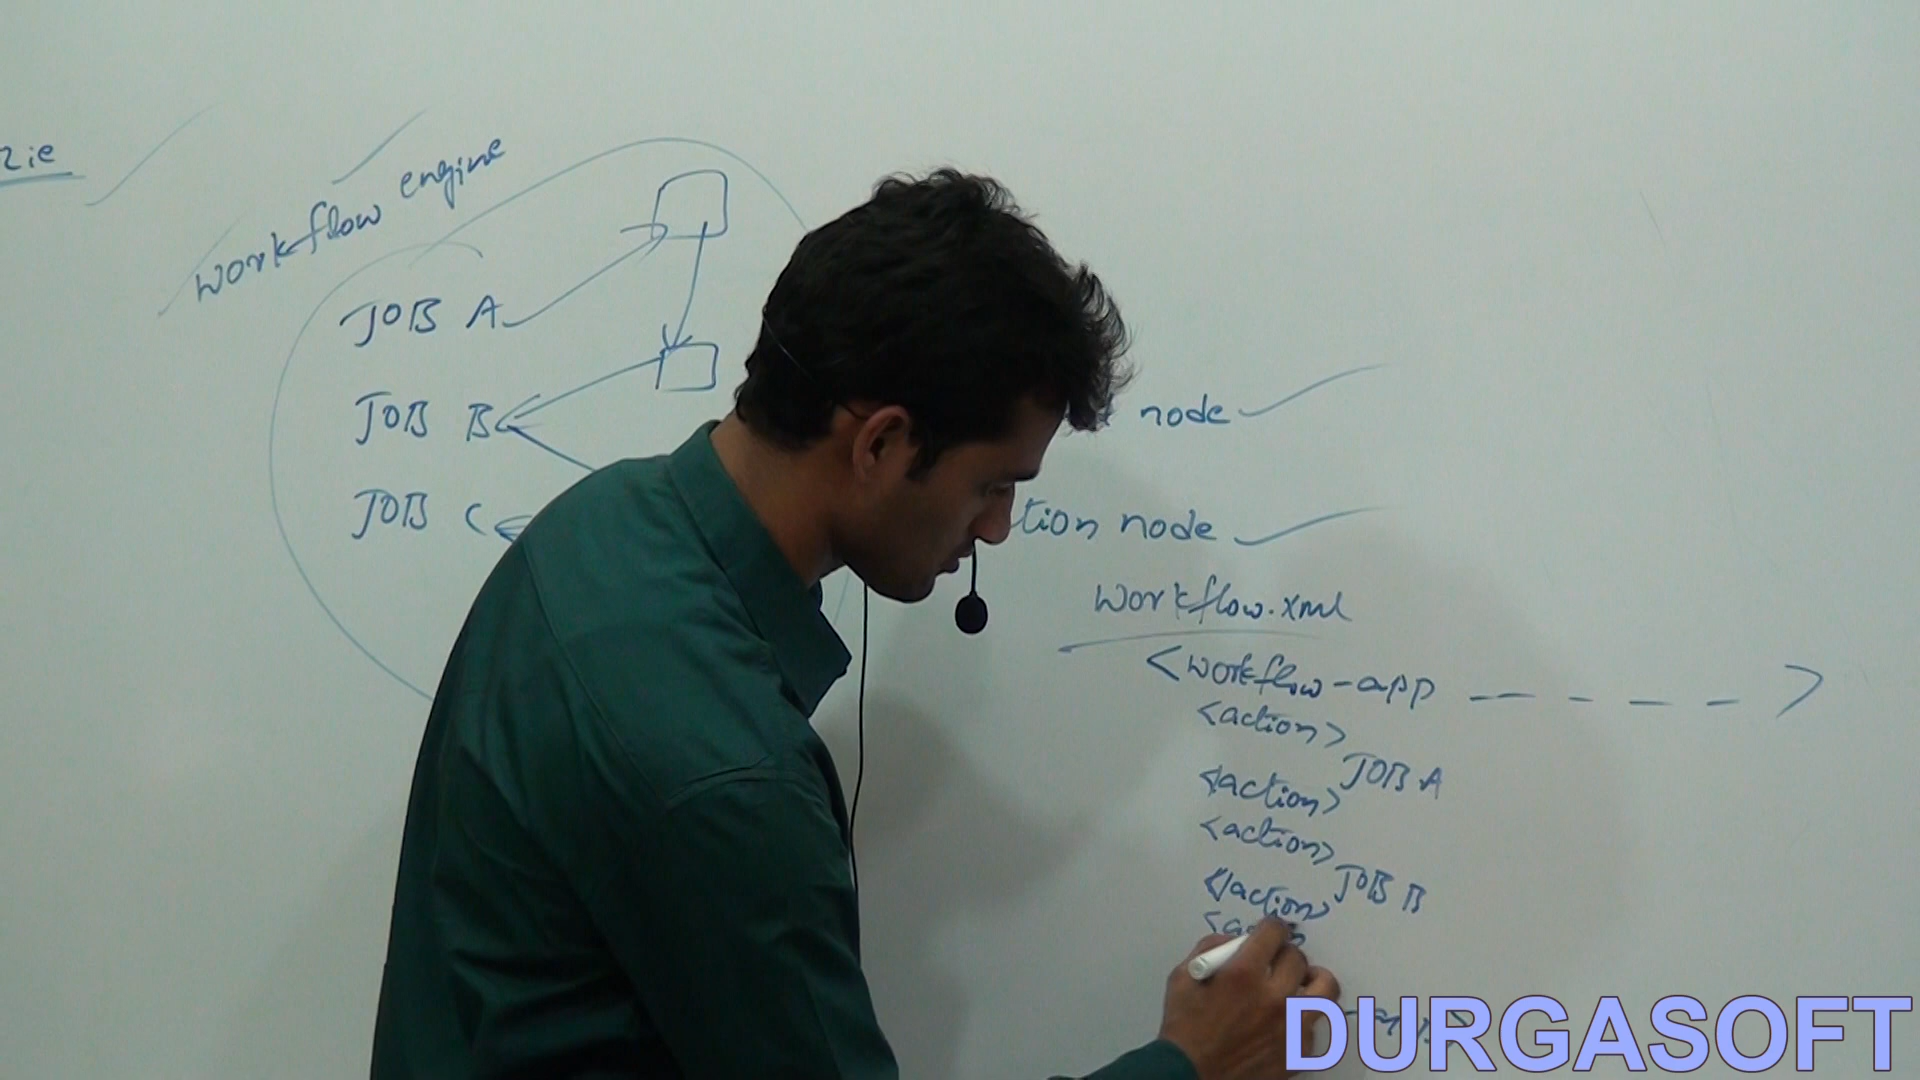 zie
workflow engine
JOB A
JOB B
JOB C
node
tion node
workflow.xml
<workflow-app - - - - - >
<action>
JOB A
<action>
<action>
JOB B
</action>
DURGASOFT